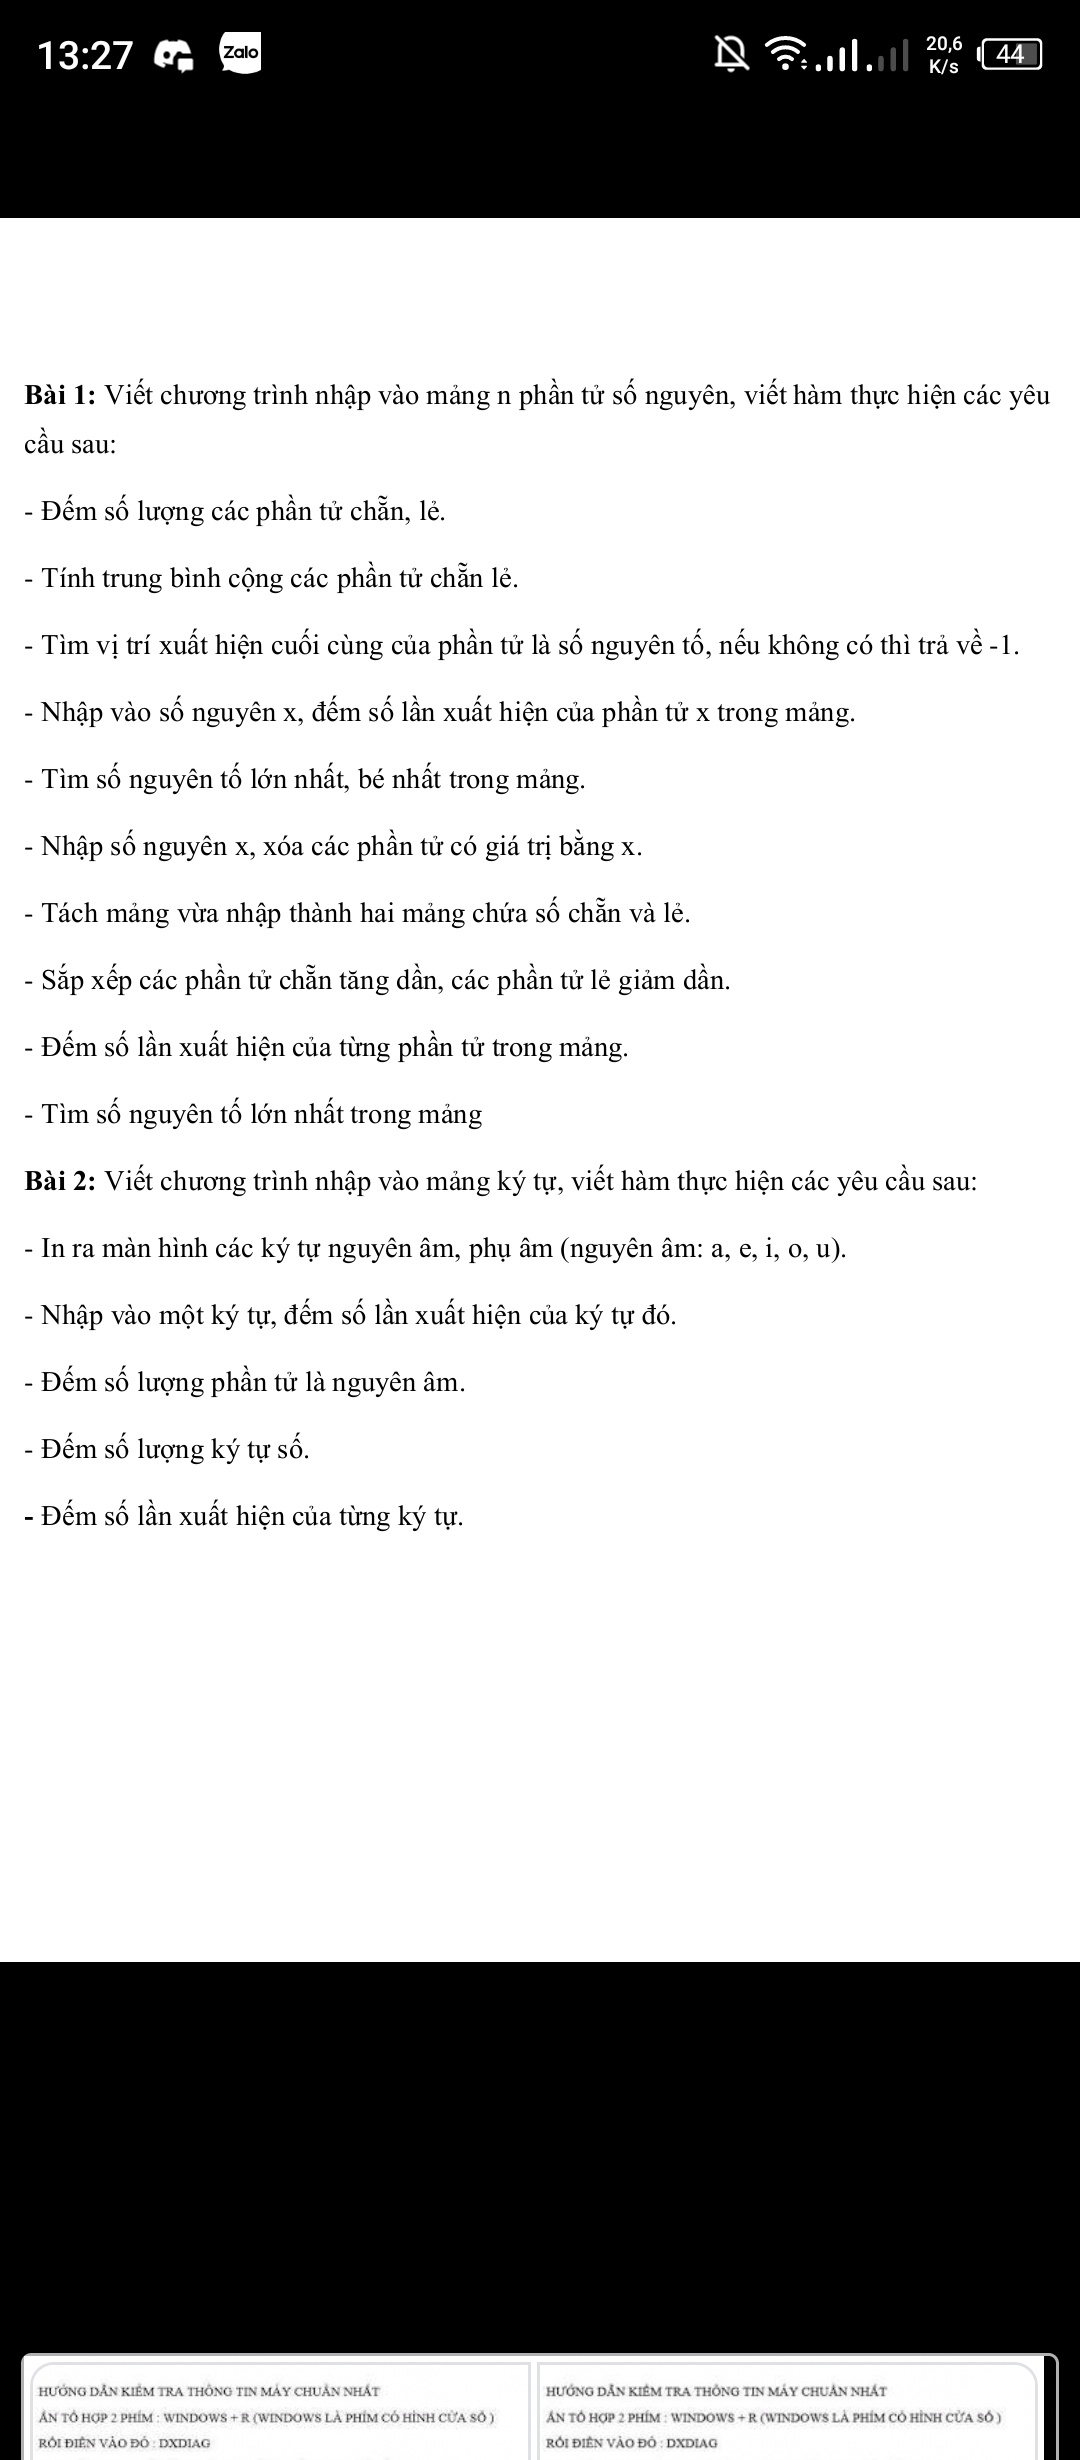 13:27 Zalo 20,6 K/s 44
Bài 1: Viết chương trình nhập vào mảng n phần tử số nguyên, viết hàm thực hiện các yêu
cầu sau:
- Đếm số lượng các phần tử chẵn, lẻ.
- Tính trung bình cộng các phần tử chẵn lẻ.
- Tìm vị trí xuất hiện cuối cùng của phần tử là số nguyên tố, nếu không có thì trả về -1.
- Nhập vào số nguyên x, đếm số lần xuất hiện của phần tử x trong mảng.
- Tìm số nguyên tố lớn nhất, bé nhất trong mảng.
- Nhập số nguyên x, xóa các phần tử có giá trị bằng x.
- Tách mảng vừa nhập thành hai mảng chứa số chẵn và lẻ.
- Sắp xếp các phần tử chẵn tăng dần, các phần tử lẻ giảm dần.
- Đếm số lần xuất hiện của từng phần tử trong mảng.
- Tìm số nguyên tố lớn nhất trong mảng
Bài 2: Viết chương trình nhập vào mảng ký tự, viết hàm thực hiện các yêu cầu sau:
- In ra màn hình các ký tự nguyên âm, phụ âm (nguyên âm: a, e, i, o, u).
- Nhập vào một ký tự, đếm số lần xuất hiện của ký tự đó.
- Đếm số lượng phần tử là nguyên âm.
- Đếm số lượng ký tự số.
- Đếm số lần xuất hiện của từng ký tự.
HƯỚNG DẪN KIỂM TRA THÔNG TIN MÁY CHUẨN NHẤT
ẤN TỔ HỢP 2 PHÍM : WINDOWS + R (WINDOWS LÀ PHÍM CÓ HÌNH CỬA SỔ )
RỒI ĐIỀN VÀO ĐÓ : DXDIAG
HƯỚNG DẪN KIỂM TRA THÔNG TIN MÁY CHUẨN NHẤT
ẤN TỔ HỢP 2 PHÍM : WINDOWS + R (WINDOWS LÀ PHÍM CÓ HÌNH CỬA SỔ )
RỒI ĐIỀN VÀO ĐÓ : DXDIAG